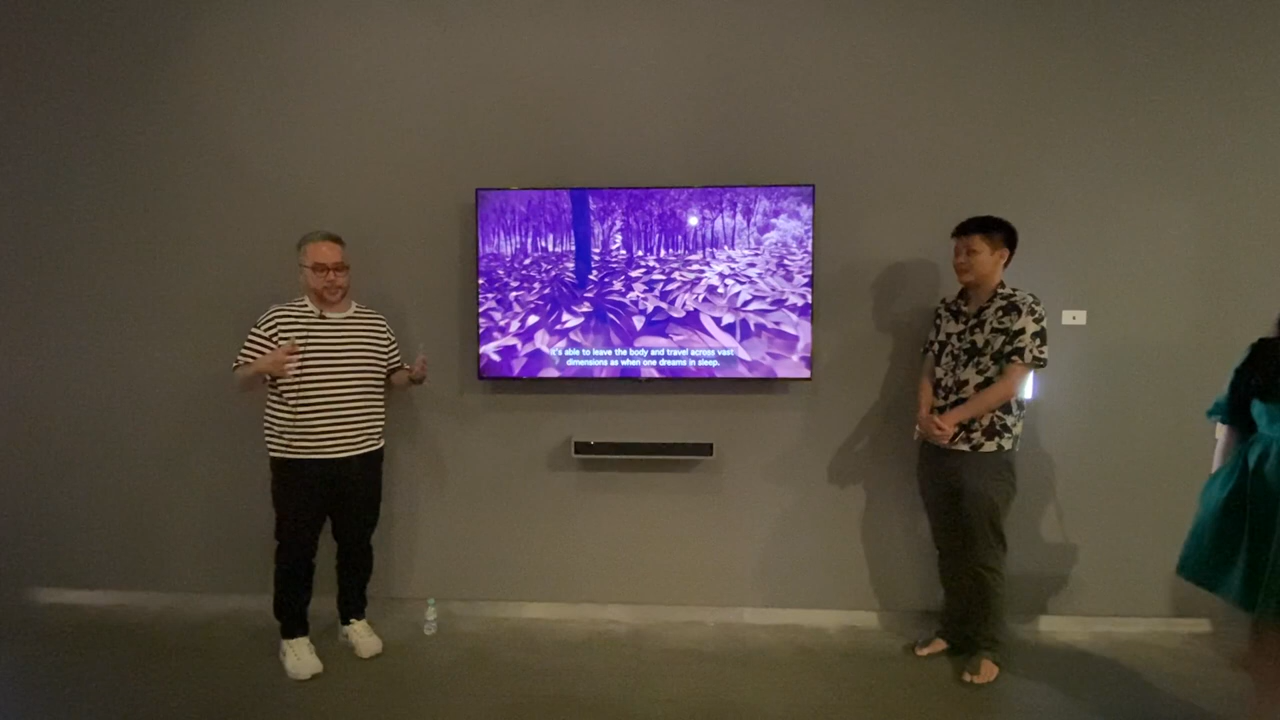 It's able to leave the body and travel across vast
dimensions as when one dreams in sleep.